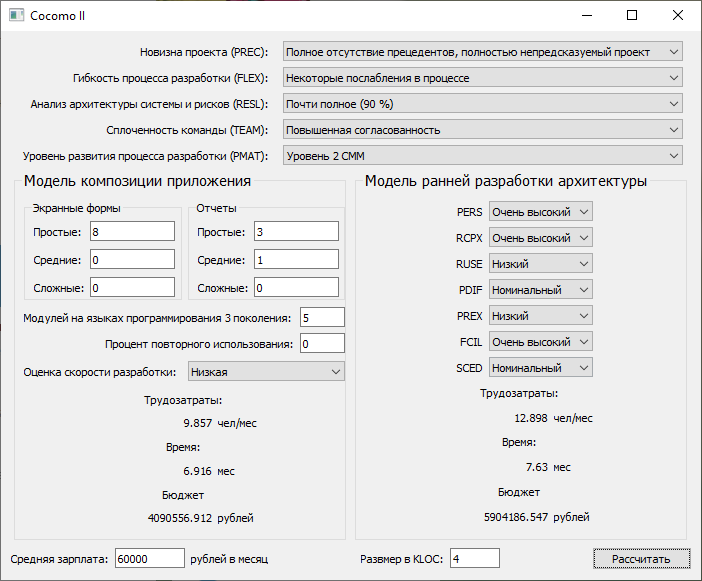 Cocomo II
Новизна проекта (PREC): Полное отсутствие прецедентов, полностью непредсказуемый проект
Гибкость процесса разработки (FLEX): Некоторые послабления в процессе
Анализ архитектуры системы и рисков (RESL): Почти полное (90 %)
Сплоченность команды (TEAM): Повышенная согласованность
Уровень развития процесса разработки (PMAT): Уровень 2 СММ
Модель композиции приложения
Экранные формы
Простые: 8
Средние: 0
Сложные: 0
Отчеты
Простые: 3
Средние: 1
Сложные: 0
Модулей на языках программирования 3 поколения: 5
Процент повторного использования: 0
Оценка скорости разработки: Низкая
Трудозатраты:
9.857 чел/мес
Время:
6.916 мес
Бюджет
4090556.912 рублей
Модель ранней разработки архитектуры
PERS Очень высокий
RCPX Очень высокий
RUSE Низкий
PDIF Номинальный
PREX Низкий
FCIL Очень высокий
SCED Номинальный
Трудозатраты:
12.898 чел/мес
Время:
7.63 мес
Бюджет
5904186.547 рублей
Средняя зарплата: 60000 рублей в месяц
Размер в KLOC: 4
Рассчитать